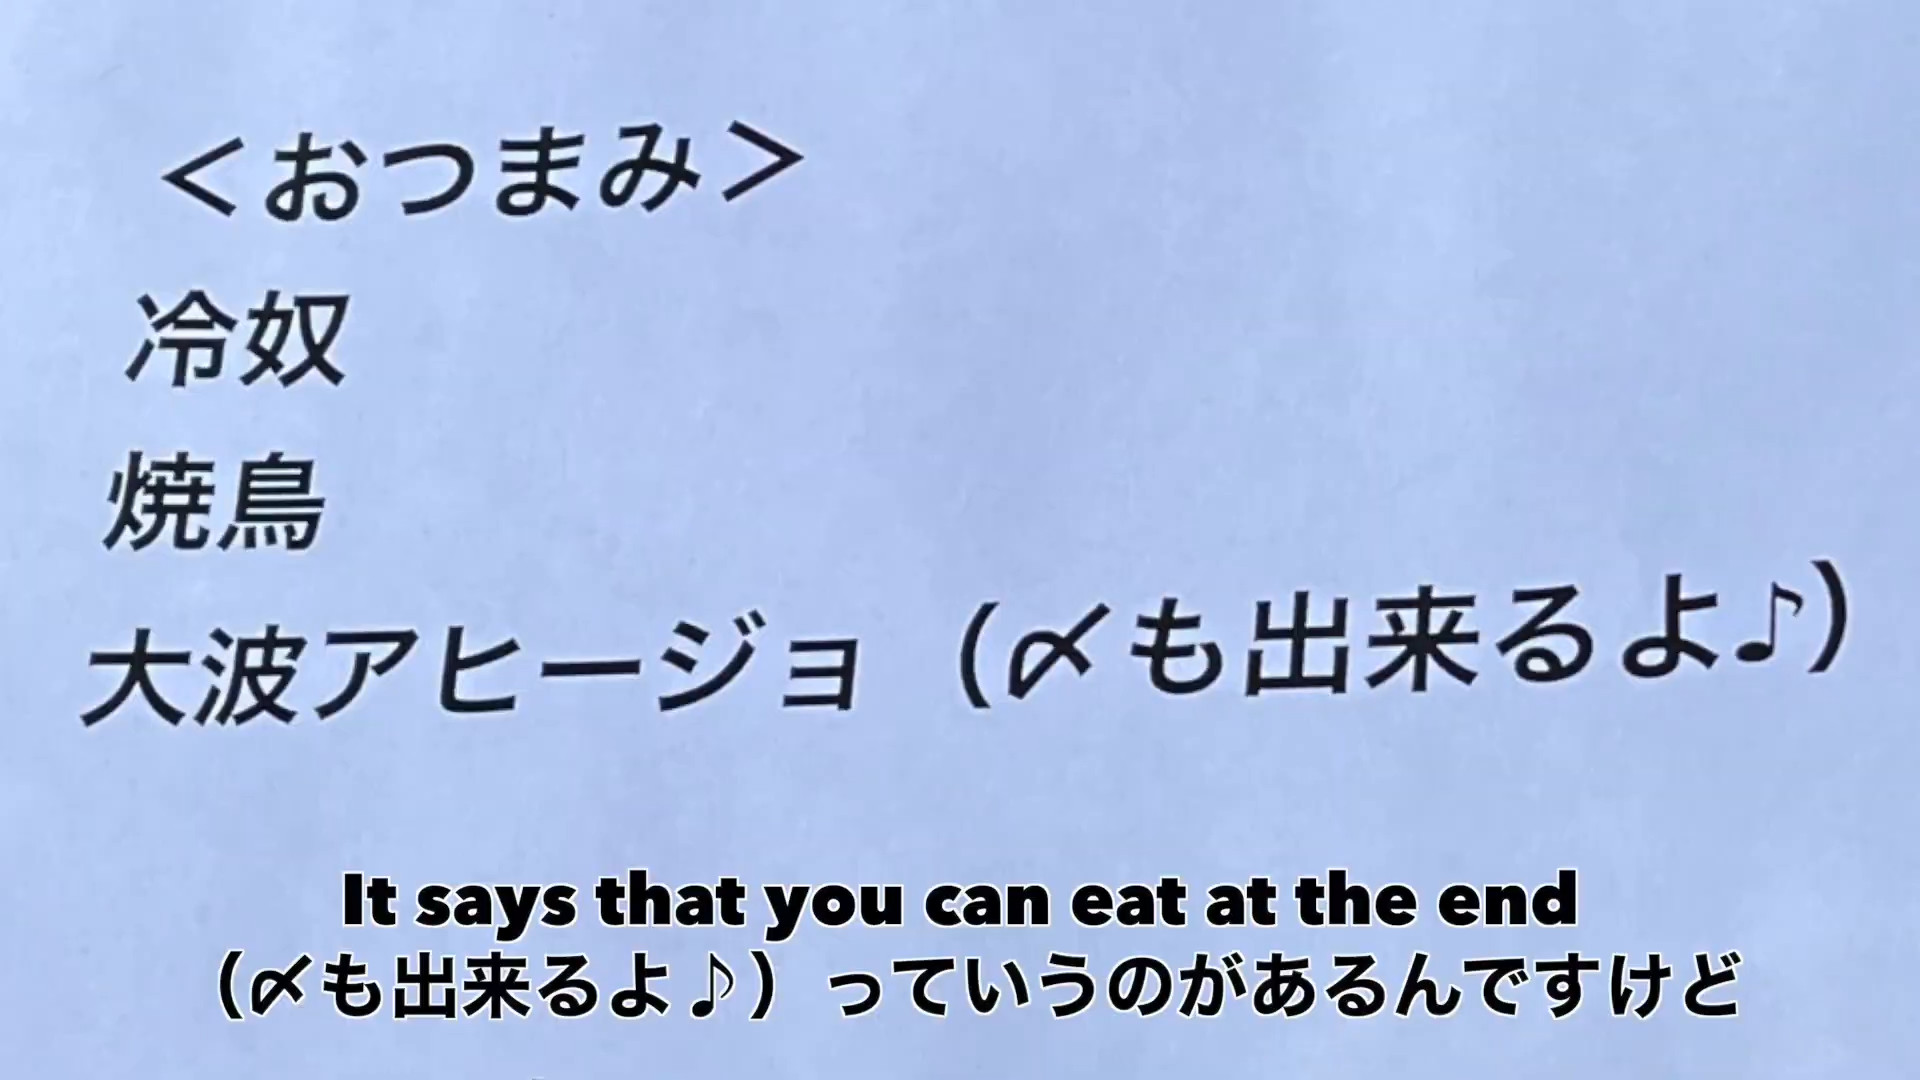 ＜おつまみ＞
冷奴
焼鳥
大波アヒージョ（〆も出来るよ♪）
It says that you can eat at the end
（〆も出来るよ♪）っていうのがあるんですけど